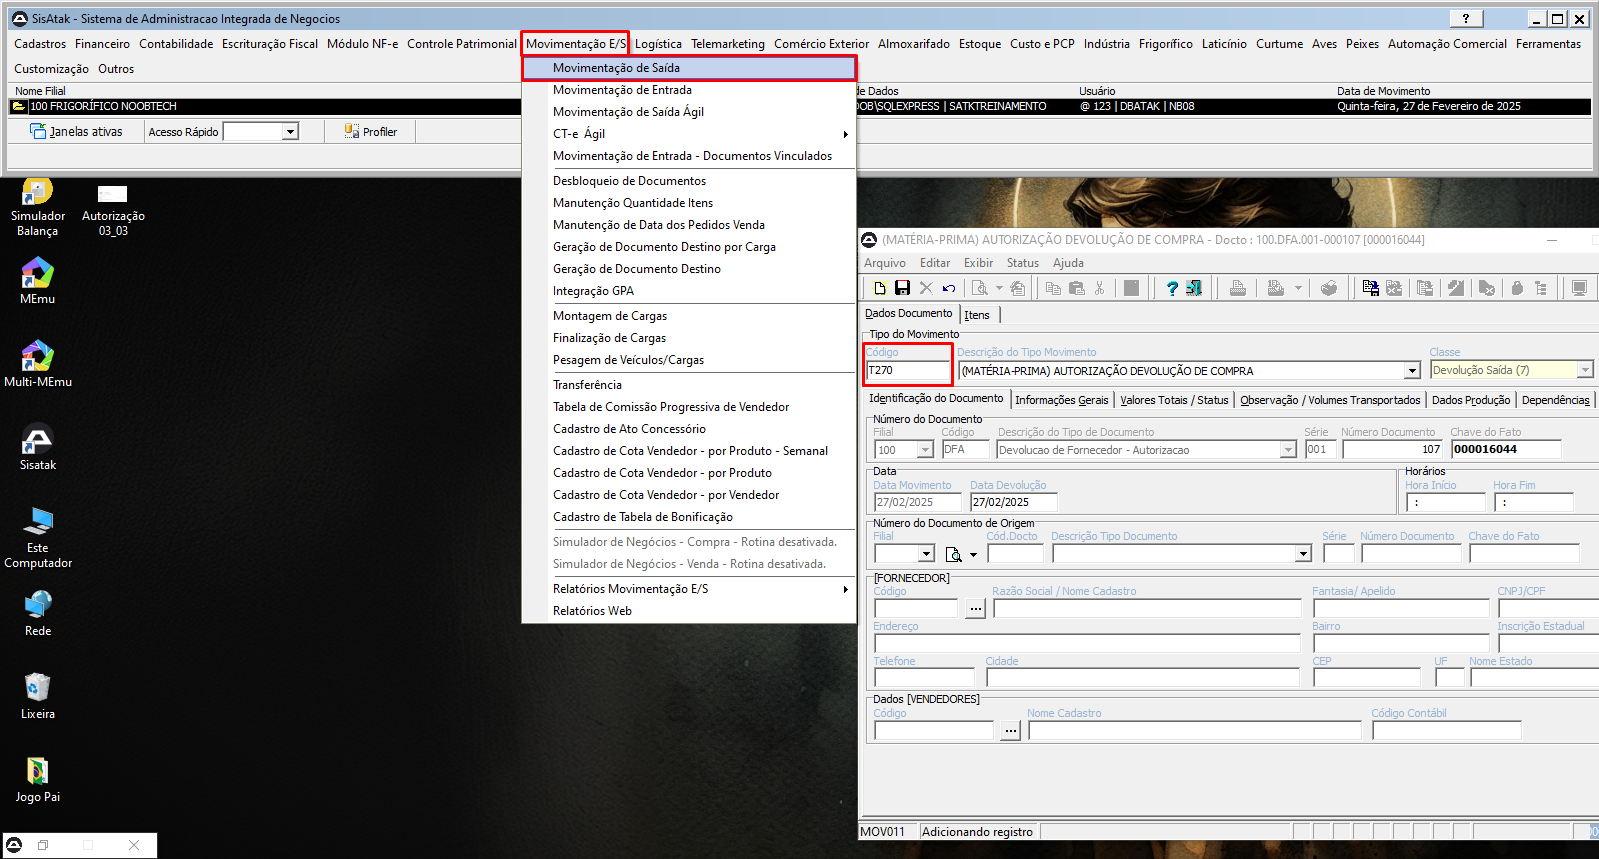 SisAtak - Sistema de Administracao Integrada de Negocios
?
Cadastros Financeiro Contabilidade Escrituração Fiscal Módulo NF-e Controle Patrimonial Movimentação E/S Logística Telemarketing Comércio Exterior Almoxarifado Estoque Custo e PCP Indústria Frigorífico Laticínio Curtume Aves Peixes Automação Comercial Ferramentas
Customização Outros
Nome Filial
de Dados
Usuário
Data de Movimento
100 FRIGORÍFICO NOOBTECH
OB\SQLEXPRESS | SATKTREINAMENTO
@ 123 | DBATAK | NB08
Quinta-feira, 27 de Fevereiro de 2025
Janelas ativas
Acesso Rápido
Profiler
Movimentação de Saída
Movimentação de Entrada
Movimentação de Saída Ágil
CT-e Ágil
Movimentação de Entrada - Documentos Vinculados
Desbloqueio de Documentos
Manutenção Quantidade Itens
Manutenção de Data dos Pedidos Venda
Geração de Documento Destino por Carga
Geração de Documento Destino
Integração GPA
Montagem de Cargas
Finalização de Cargas
Pesagem de Veículos/Cargas
Transferência
Tabela de Comissão Progressiva de Vendedor
Cadastro de Ato Concessório
Cadastro de Cota Vendedor - por Produto - Semanal
Cadastro de Cota Vendedor - por Produto
Cadastro de Cota Vendedor - por Vendedor
Cadastro de Tabela de Bonificação
Simulador de Negócios - Compra - Rotina desativada.
Simulador de Negócios - Venda - Rotina desativada.
Relatórios Movimentação E/S
Relatórios Web
Simulador
Balança
Autorização
03_03
MEmu
Multi-MEmu
Sisatak
Este
Computador
Rede
Lixeira
Jogo Pai
(MATÉRIA-PRIMA) AUTORIZAÇÃO DEVOLUÇÃO DE COMPRA - Docto : 100.DFA.001-000107 [000016044]
Arquivo Editar Exibir Status Ajuda
Dados Documento
Itens
Tipo do Movimento
Código
Descrição do Tipo Movimento
Classe
T270
(MATÉRIA-PRIMA) AUTORIZAÇÃO DEVOLUÇÃO DE COMPRA
Devolução Saída (7)
Identificação do Documento
Informações Gerais
Valores Totais / Status
Observação / Volumes Transportados
Dados Produção
Dependências
Número do Documento
Filial
Código
Descrição do Tipo de Documento
Série
Número Documento
Chave do Fato
100
DFA
Devolucao de Fornecedor - Autorizacao
001
107
000016044
Data
Horários
Data Movimento
Data Devolução
Hora Início
Hora Fim
27/02/2025
27/02/2025
:
:
Número do Documento de Origem
Filial
Cód.Docto
Descrição Tipo Documento
Série
Número Documento
Chave do Fato
[FORNECEDOR]
Código
Razão Social / Nome Cadastro
Fantasia/ Apelido
CNPJ/CPF
...
Endereço
Bairro
Inscrição Estadual
Telefone
Cidade
CEP
UF
Nome Estado
Dados [VENDEDORES]
Código
Nome Cadastro
Código Contábil
...
MOV011
Adicionando registro